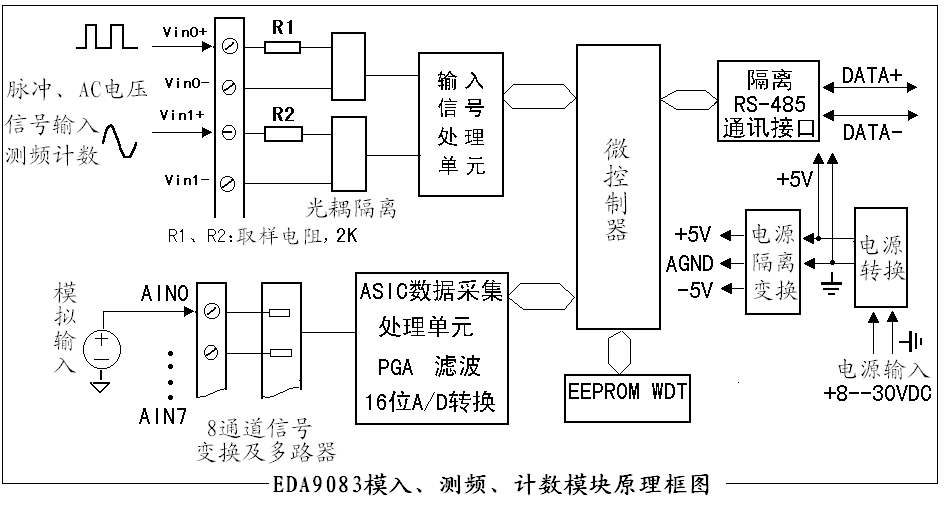 Vin0+
R1
脉冲、AC电压
Vin0-
信号输入
Vin1+
R2
测频计数
Vin1-
光耦隔离
R1、R2:取样电阻,2K
输入
信号
处理
单元
微控制器
隔离
RS-485
通讯接口
DATA+
DATA-
+5V
+5V
AGND
-5V
电源
隔离
变换
电源
转换
电源输入
+8--30VDC
模拟输入
AIN0
AIN7
8通道信号
变换及多路器
ASIC数据采集
处理单元
PGA 滤波
16位A/D转换
EEPROM WDT
EDA9083模入、测频、计数模块原理框图